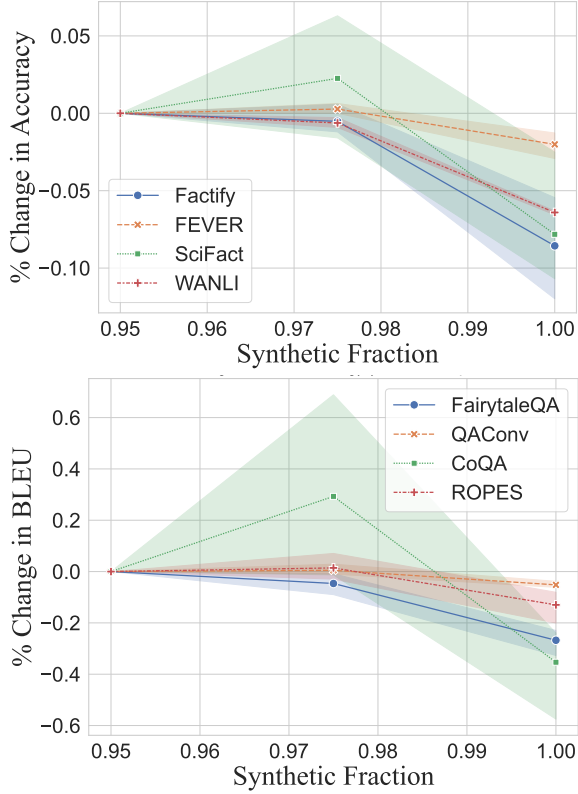 % Change in Accuracy
0.05
0.00
−0.05
−0.10
Factify
FEVER
SciFact
WANLI
0.95 0.96 0.97 0.98 0.99 1.00
Synthetic Fraction
% Change in BLEU
0.6
0.4
0.2
0.0
−0.2
−0.4
−0.6
FairytaleQA
QAConv
CoQA
ROPES
0.95 0.96 0.97 0.98 0.99 1.00
Synthetic Fraction